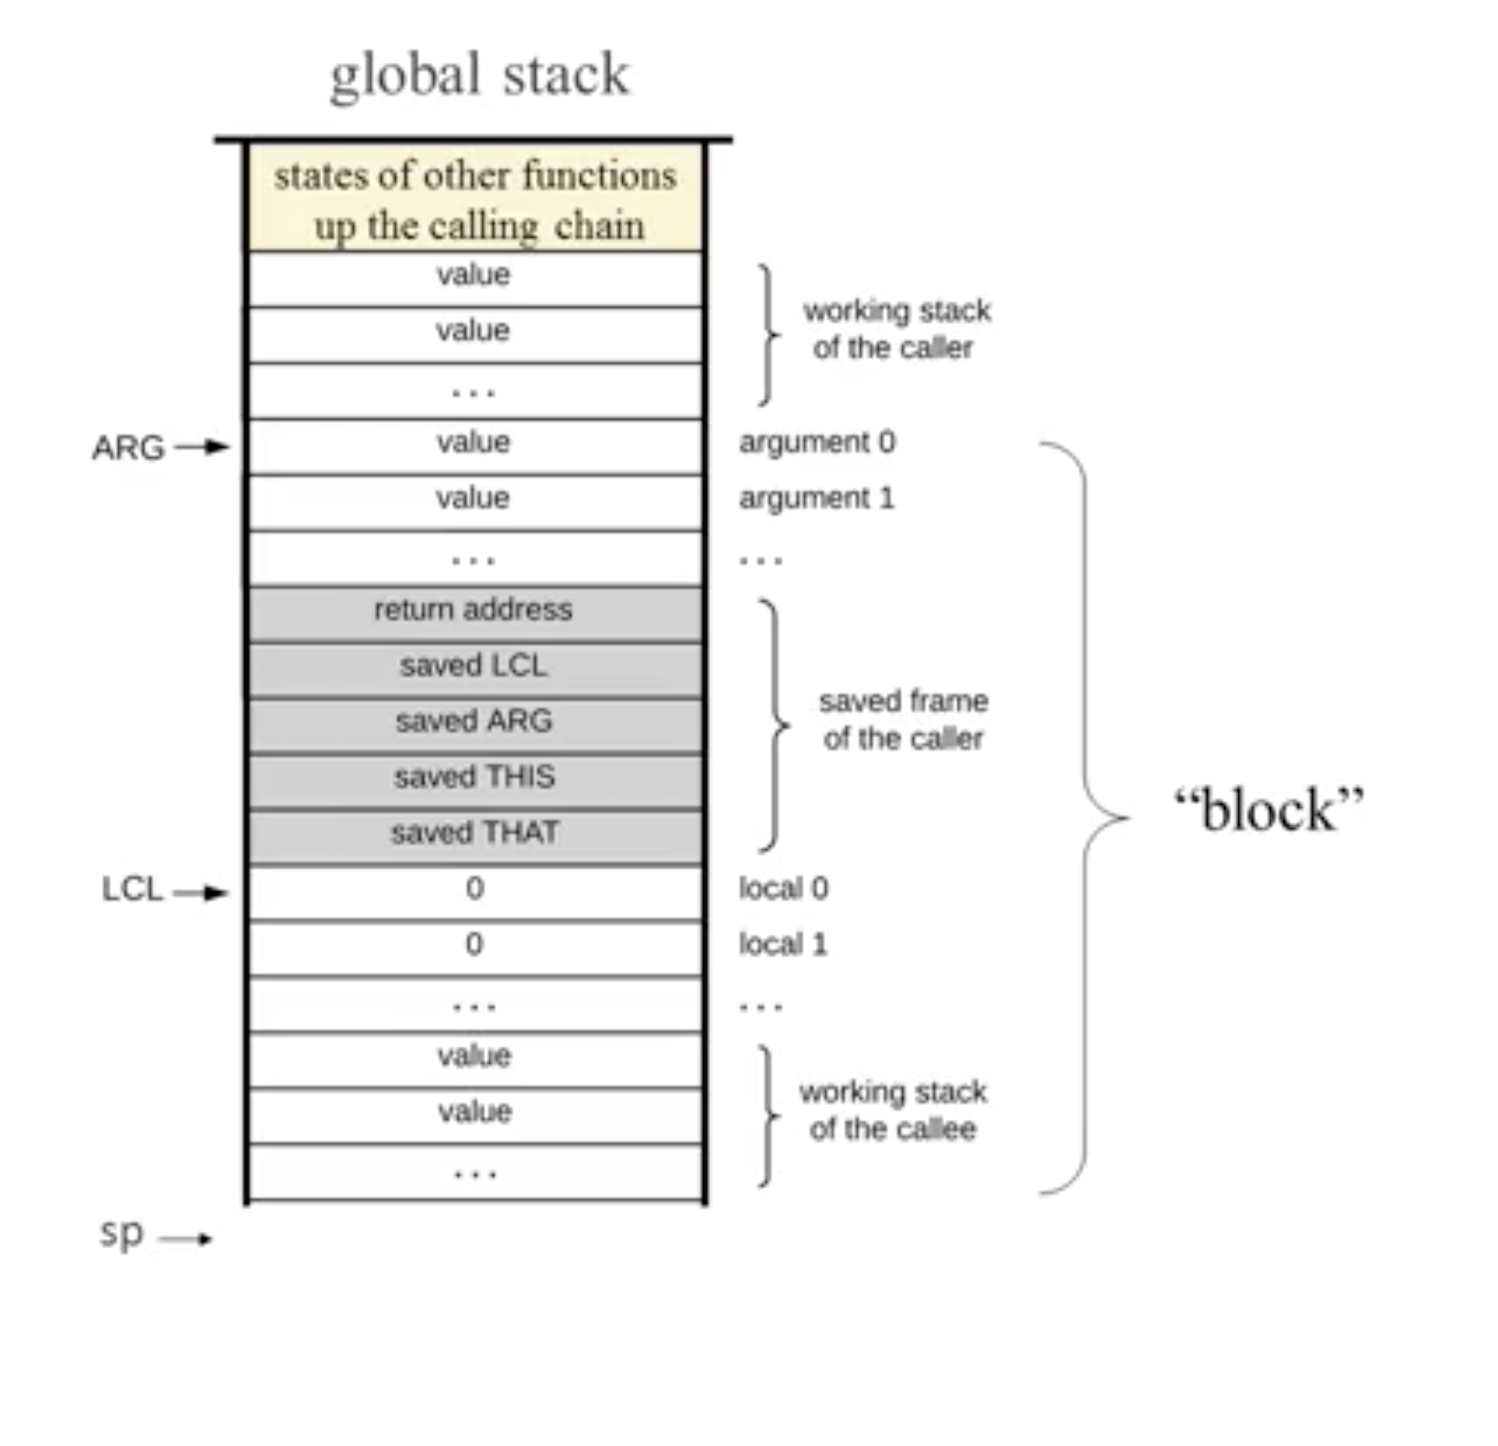 global stack
states of other functions
up the calling chain
value
value
working stack
of the caller
...
ARG
value
argument 0
value
argument 1
...
...
return address
saved LCL
saved ARG
saved frame
of the caller
saved THIS
saved THAT
“block”
LCL
0
local 0
0
local 1
...
...
value
value
working stack
of the callee
...
sp